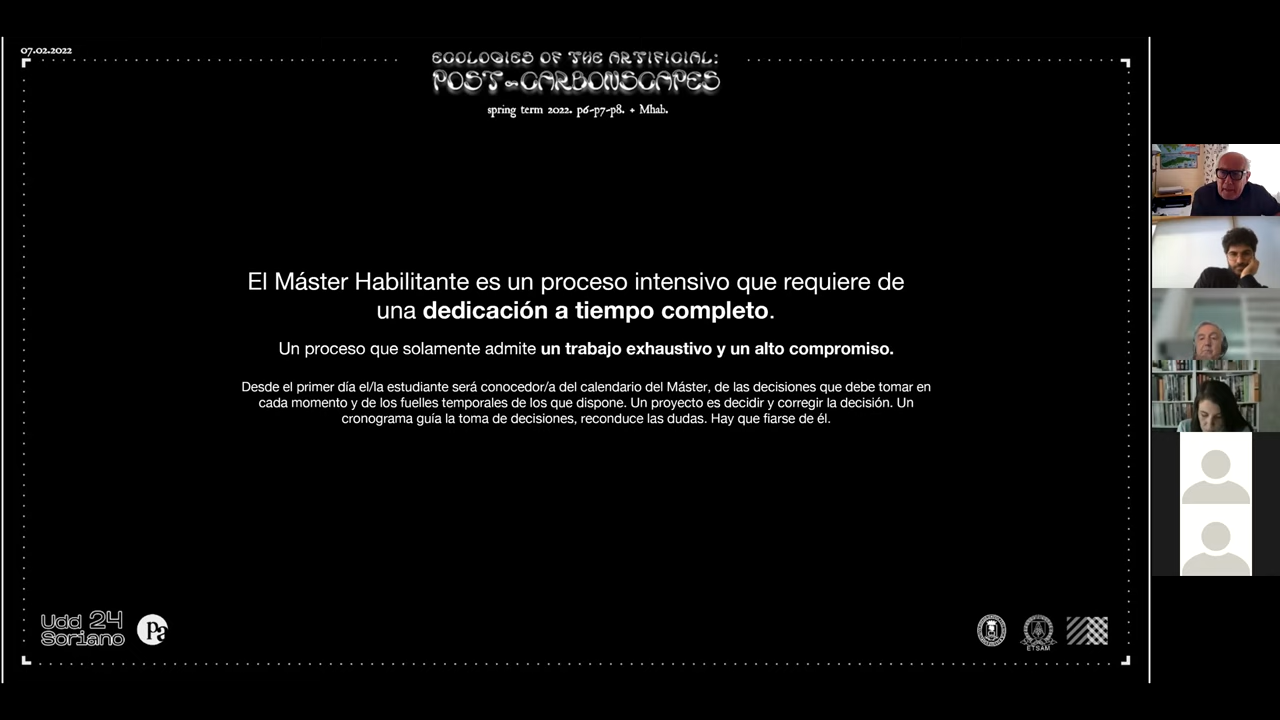 07.02.2022
ECOLOGIES OF THE ARTIFICIAL:
POST-CARBONSCAPES
spring term 2022. p6-p7-p8. + Mhab.
El Máster Habilitante es un proceso intensivo que requiere de
una dedicación a tiempo completo.
Un proceso que solamente admite un trabajo exhaustivo y un alto compromiso.
Desde el primer día el/la estudiante será conocedor/a del calendario del Máster, de las decisiones que debe tomar en
cada momento y de los fuelles temporales de los que dispone. Un proyecto es decidir y corregir la decisión. Un
cronograma guía la toma de decisiones, reconduce las dudas. Hay que fiarse de él.
Udd 24
Soriano
Pa
ETSAM